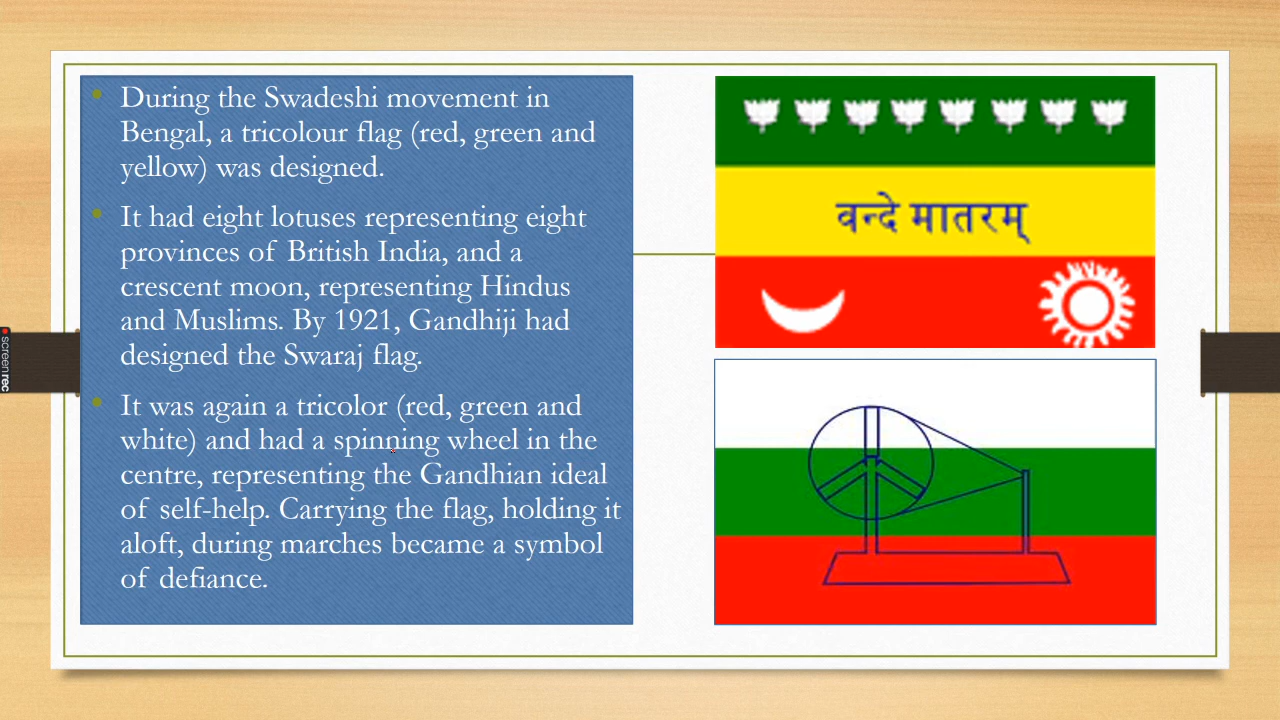 During the Swadeshi movement in
Bengal, a tricolour flag (red, green and
yellow) was designed.
It had eight lotuses representing eight
provinces of British India, and a
crescent moon, representing Hindus
and Muslims. By 1921, Gandhiji had
designed the Swaraj flag.
It was again a tricolor (red, green and
white) and had a spinning wheel in the
centre, representing the Gandhian ideal
of self-help. Carrying the flag, holding it
aloft, during marches became a symbol
of defiance.
वन्दे मातरम्
screenrec